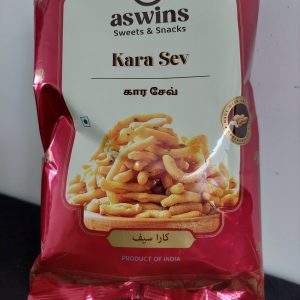 aswins
Sweets & Snacks
Kara Sev
கார சேவ்
كارا سيف
PRODUCT OF INDIA